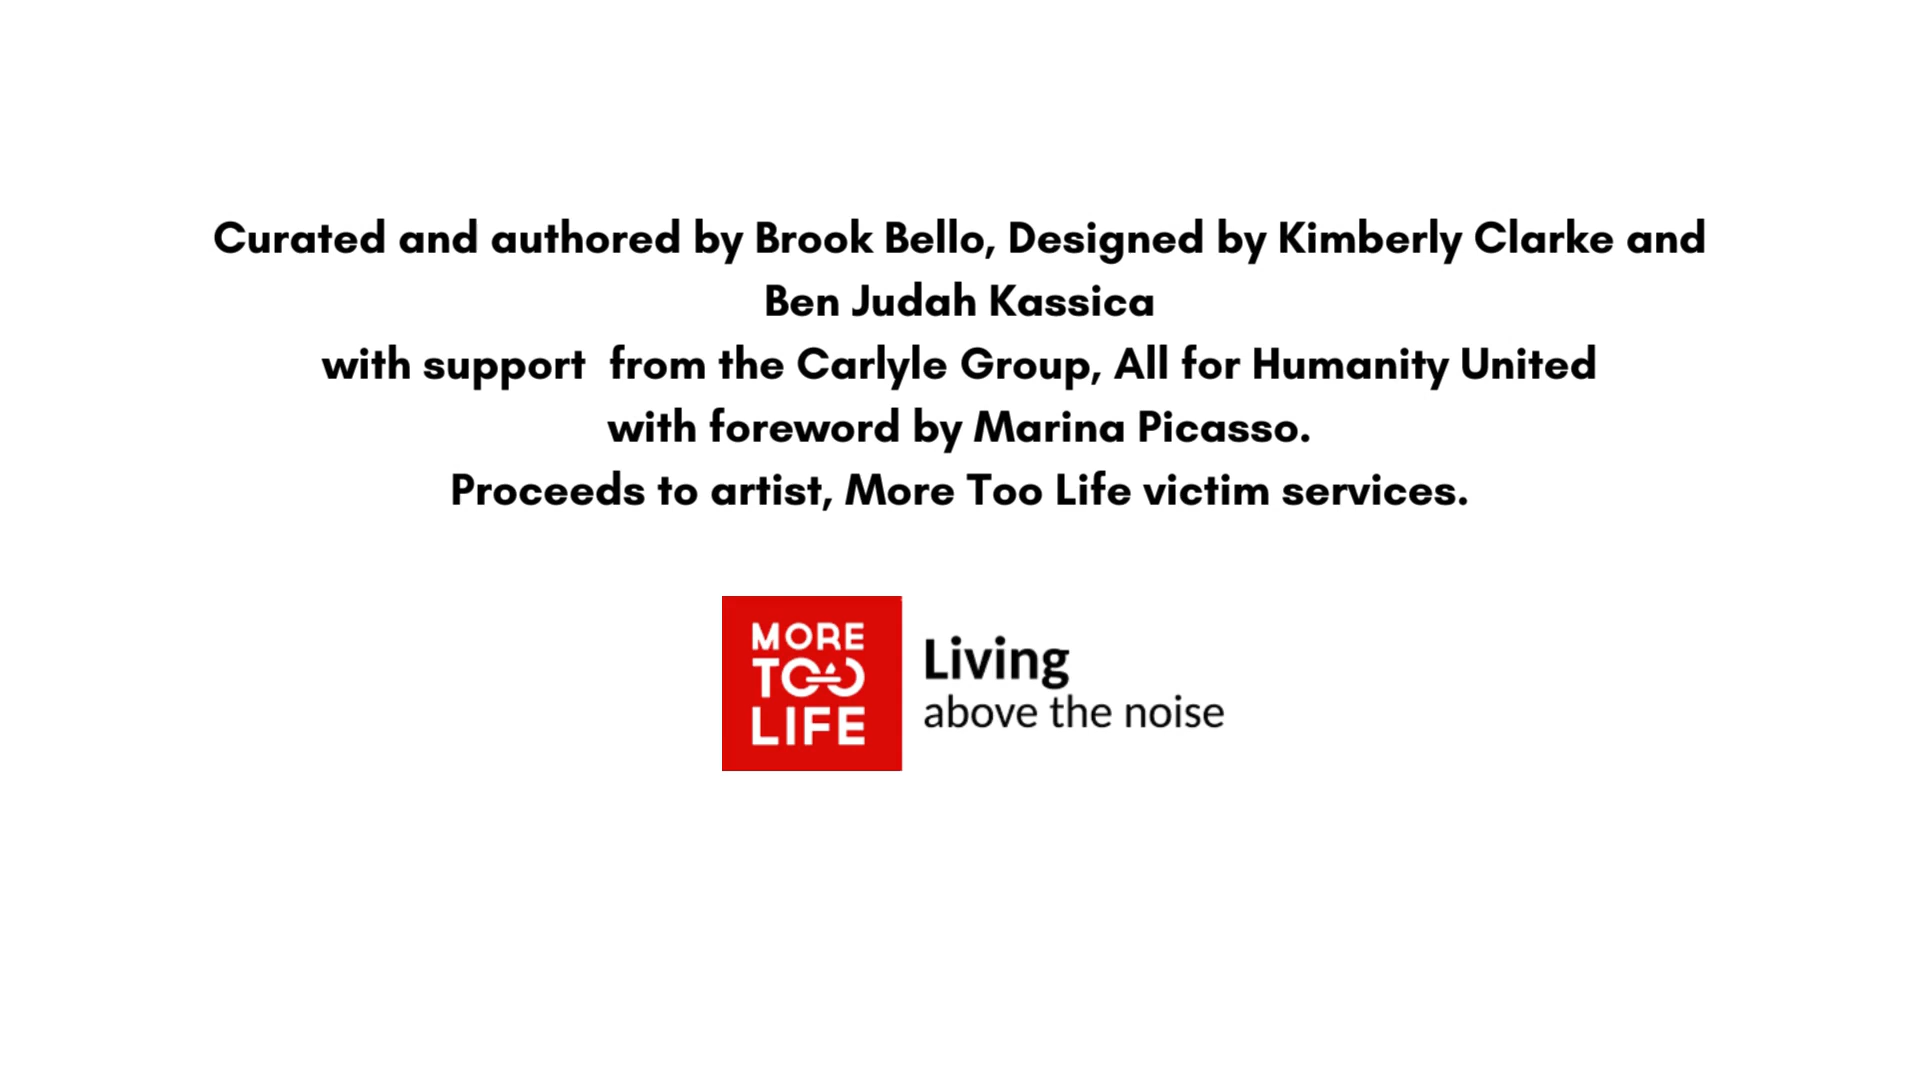 Curated and authored by Brook Bello, Designed by Kimberly Clarke and
Ben Judah Kassica
with support  from the Carlyle Group, All for Humanity United
with foreword by Marina Picasso.
Proceeds to artist, More Too Life victim services.
MORE
TOO
LIFE
Living
above the noise